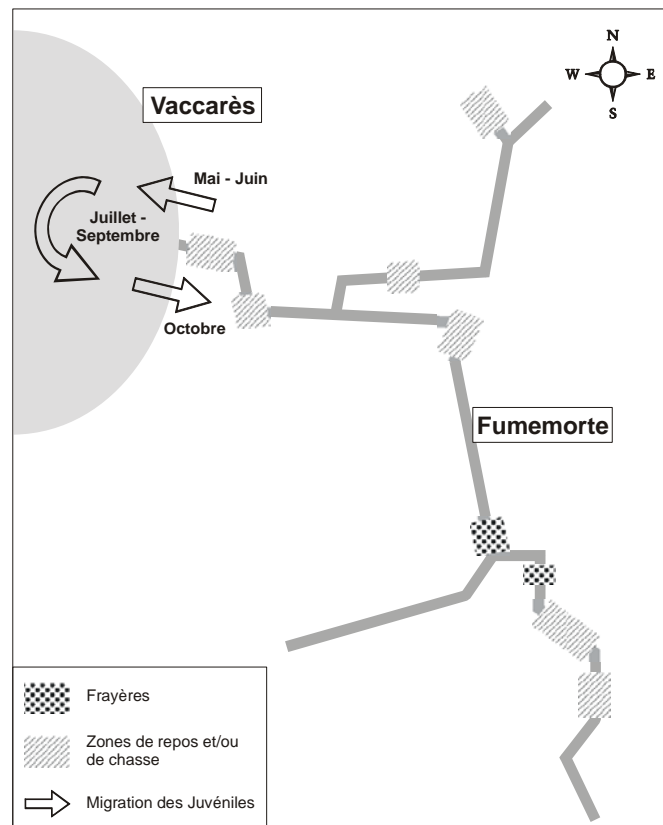 N
W E
S
Vaccarès
Mai - Juin
Juillet -
Septembre
Octobre
Fumemorte
Frayères
Zones de repos et/ou
de chasse
Migration des Juvéniles